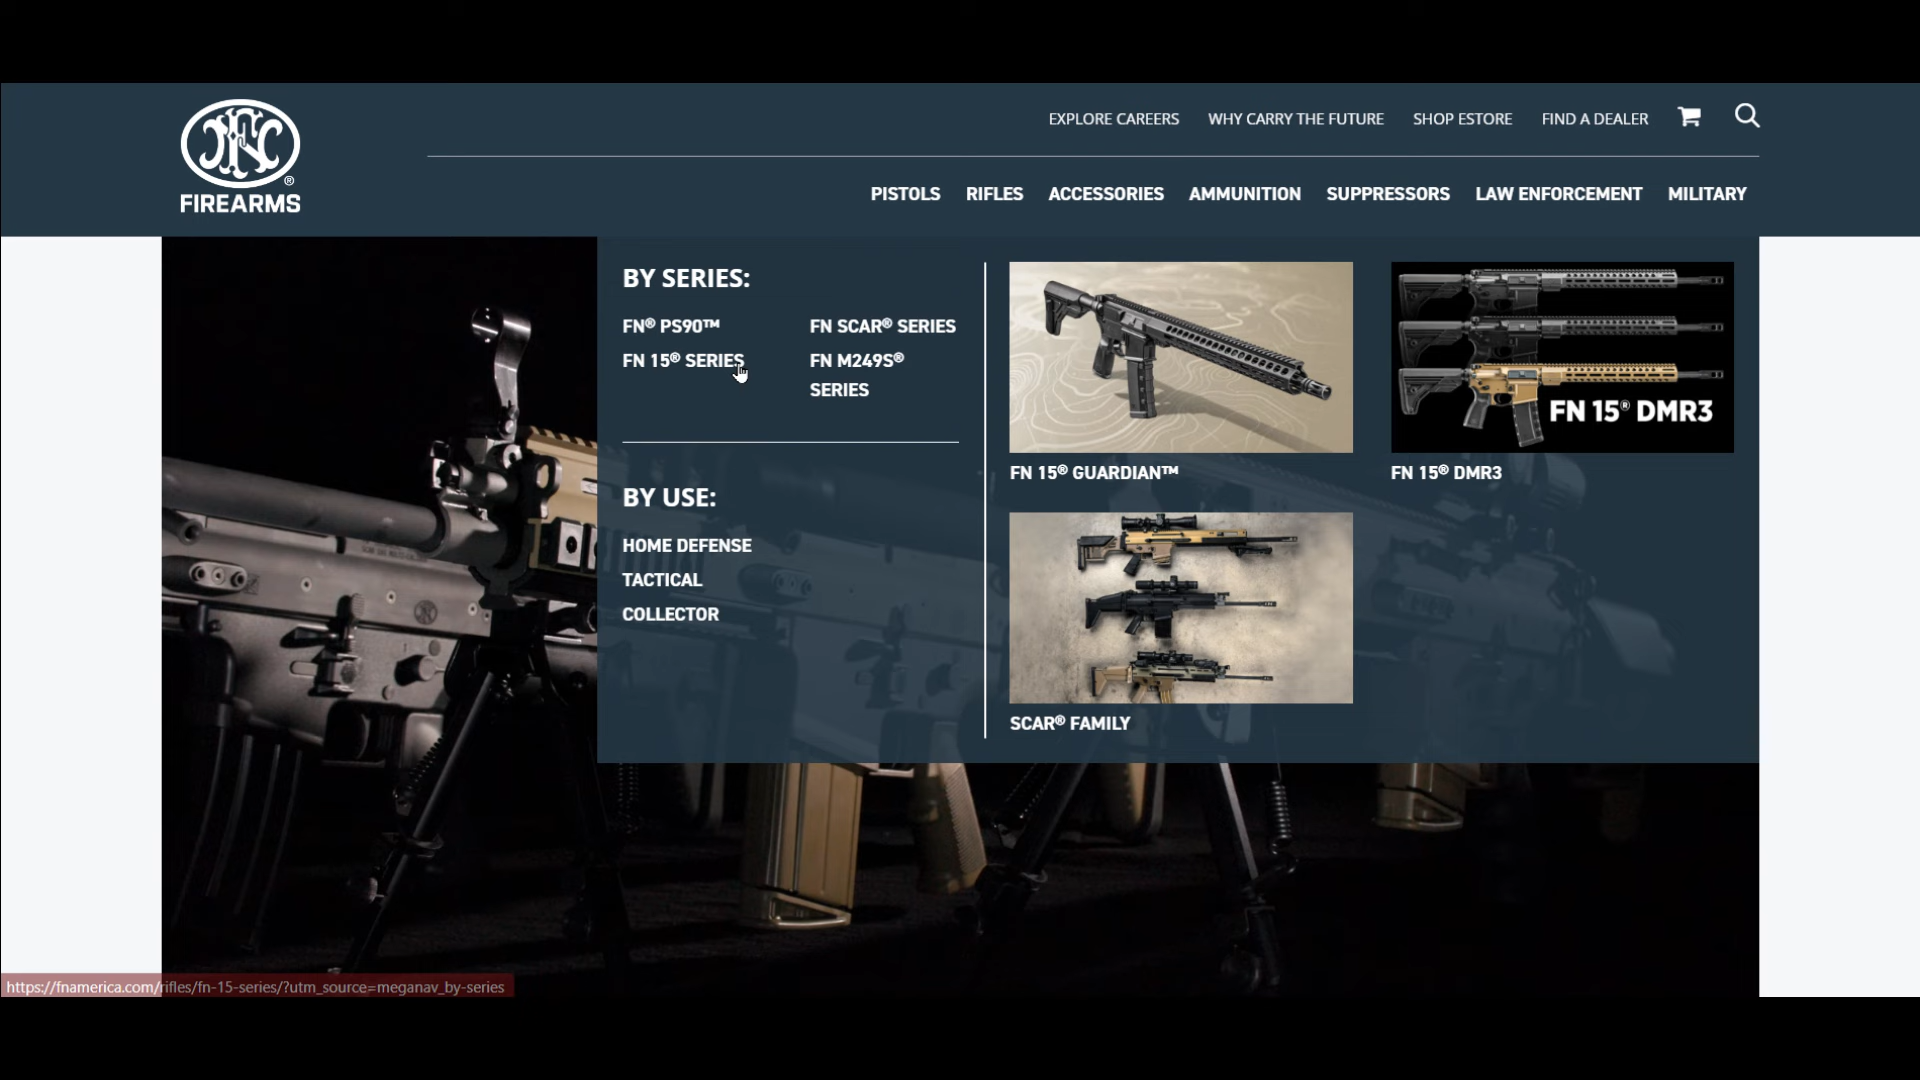 EXPLORE CAREERS WHY CARRY THE FUTURE SHOP ESTORE FIND A DEALER
FN
®
FIREARMS
PISTOLS RIFLES ACCESSORIES AMMUNITION SUPPRESSORS LAW ENFORCEMENT MILITARY
BY SERIES:
FN® PS90™
FN 15® SERIES
FN SCAR® SERIES
FN M249S®
SERIES
BY USE:
HOME DEFENSE
TACTICAL
COLLECTOR
FN 15® GUARDIAN™
FN 15® DMR3
FN 15® DMR3
SCAR® FAMILY
https://fnamerica.com/rifles/fn-15-series/?utm_source=meganav_by-series